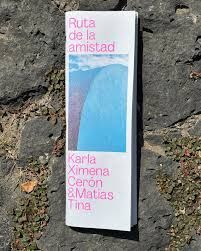 Ruta
de la
amistad
Karla
Ximena
Cerón
&Matías
Tina